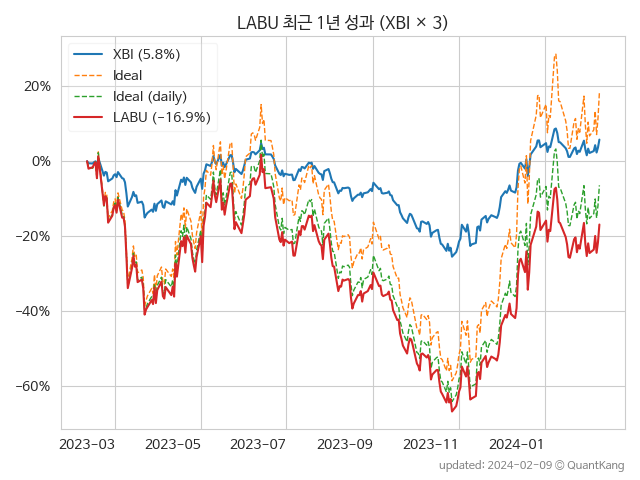 LABU 최근 1년 성과 (XBI × 3)
XBI (5.8%)
Ideal
Ideal (daily)
LABU (−16.9%)
20%
0%
−20%
−40%
−60%
2023-03 2023-05 2023-07 2023-09 2023-11 2024-01
updated: 2024-02-09 © QuantKang